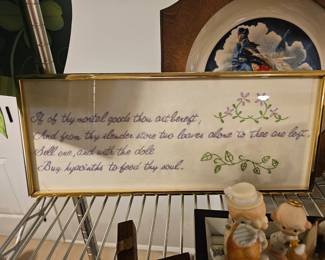 If of thy mortal goods thou art bereft,
And from thy slender store two loaves alone to thee are left
Sell one, and with the dole
Buy hyacinths to feed thy soul.